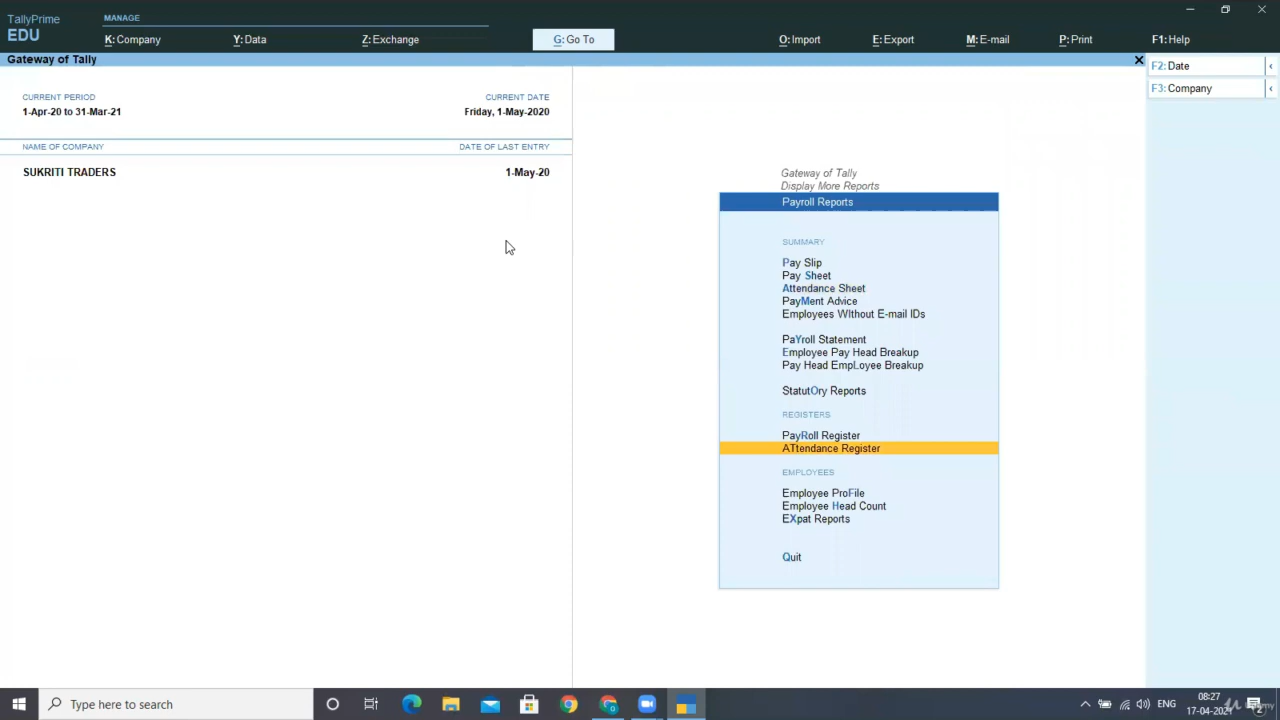 TallyPrime
EDU
MANAGE
K: Company
Y: Data
Z: Exchange
G: Go To
O: Import
E: Export
M: E-mail
P: Print
F1: Help
Gateway of Tally
F2: Date
F3: Company
CURRENT PERIOD
CURRENT DATE
1-Apr-20 to 31-Mar-21
Friday, 1-May-2020
NAME OF COMPANY
DATE OF LAST ENTRY
SUKRITI TRADERS
1-May-20
Gateway of Tally
Display More Reports
Payroll Reports
SUMMARY
Pay Slip
Pay Sheet
Attendance Sheet
PayMent Advice
Employees WIthout E-mail IDs
PaYroll Statement
Employee Pay Head Breakup
Pay Head EmpLoyee Breakup
StatutOry Reports
REGISTERS
PayRoll Register
ATtendance Register
EMPLOYEES
Employee ProFile
Employee Head Count
EXpat Reports
Quit
Type here to search
ENG
08:27
17-04-2021